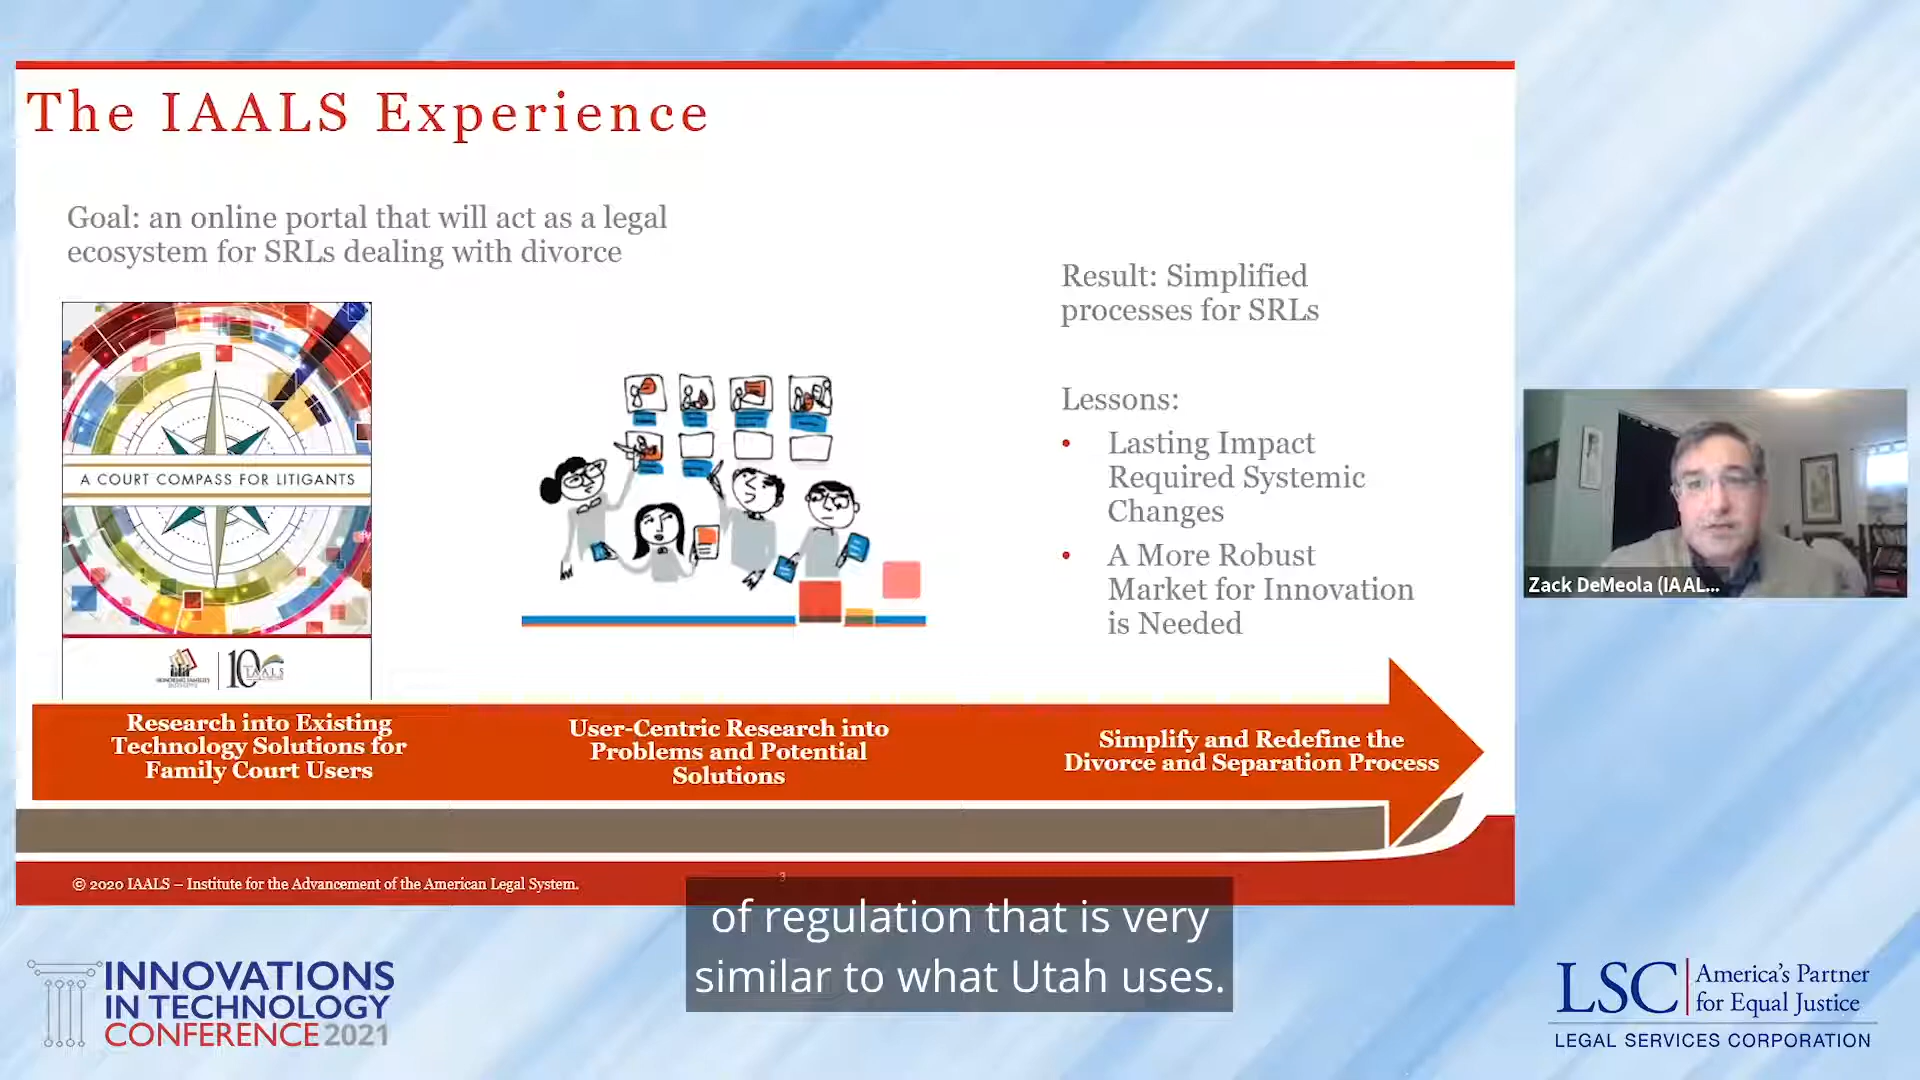 The IAALS Experience
Goal: an online portal that will act as a legal
ecosystem for SRLs dealing with divorce
A COURT COMPASS FOR LITIGANTS
10
IAALS
Result: Simplified
processes for SRLs
Lessons:
• Lasting Impact
Required Systemic
Changes
• A More Robust
Market for Innovation
is Needed
Zack DeMeola (IAAL...
Research into Existing
Technology Solutions for
Family Court Users
User-Centric Research into
Problems and Potential
Solutions
Simplify and Redefine the
Divorce and Separation Process
© 2020 IAALS – Institute for the Advancement of the American Legal System.
3
of regulation that is very
similar to what Utah uses.
INNOVATIONS
IN TECHNOLOGY
CONFERENCE 2021
LSC America's Partner
for Equal Justice
LEGAL SERVICES CORPORATION